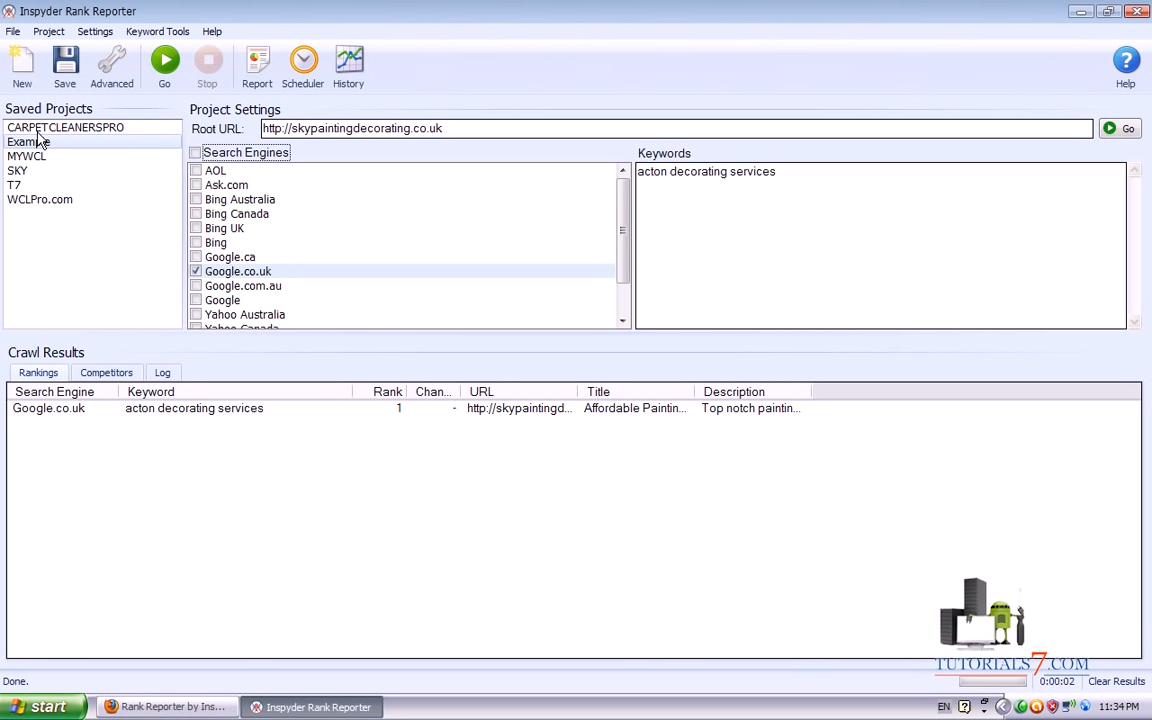 Inspyder Rank Reporter
File Project Settings Keyword Tools Help
New Save Advanced Go Stop Report Scheduler History Help
Saved Projects
CARPETCLEANERSPRO
Example
MYWCL
SKY
T7
WCLPro.com
Project Settings
Root URL: http://skypaintingdecorating.co.uk Go
Search Engines
AOL
Ask.com
Bing Australia
Bing Canada
Bing UK
Bing
Google.ca
Google.co.uk
Google.com.au
Google
Yahoo Australia
Yahoo Canada
Keywords
acton decorating services
Crawl Results
Rankings Competitors Log
Search Engine Keyword Rank Chan... URL Title Description
Google.co.uk acton decorating services 1 - http://skypaintingd... Affordable Paintin... Top notch paintin...
TUTORIALS7.COM
Done. 0:00:02 Clear Results
start Rank Reporter by Ins... Inspyder Rank Reporter EN 11:34 PM